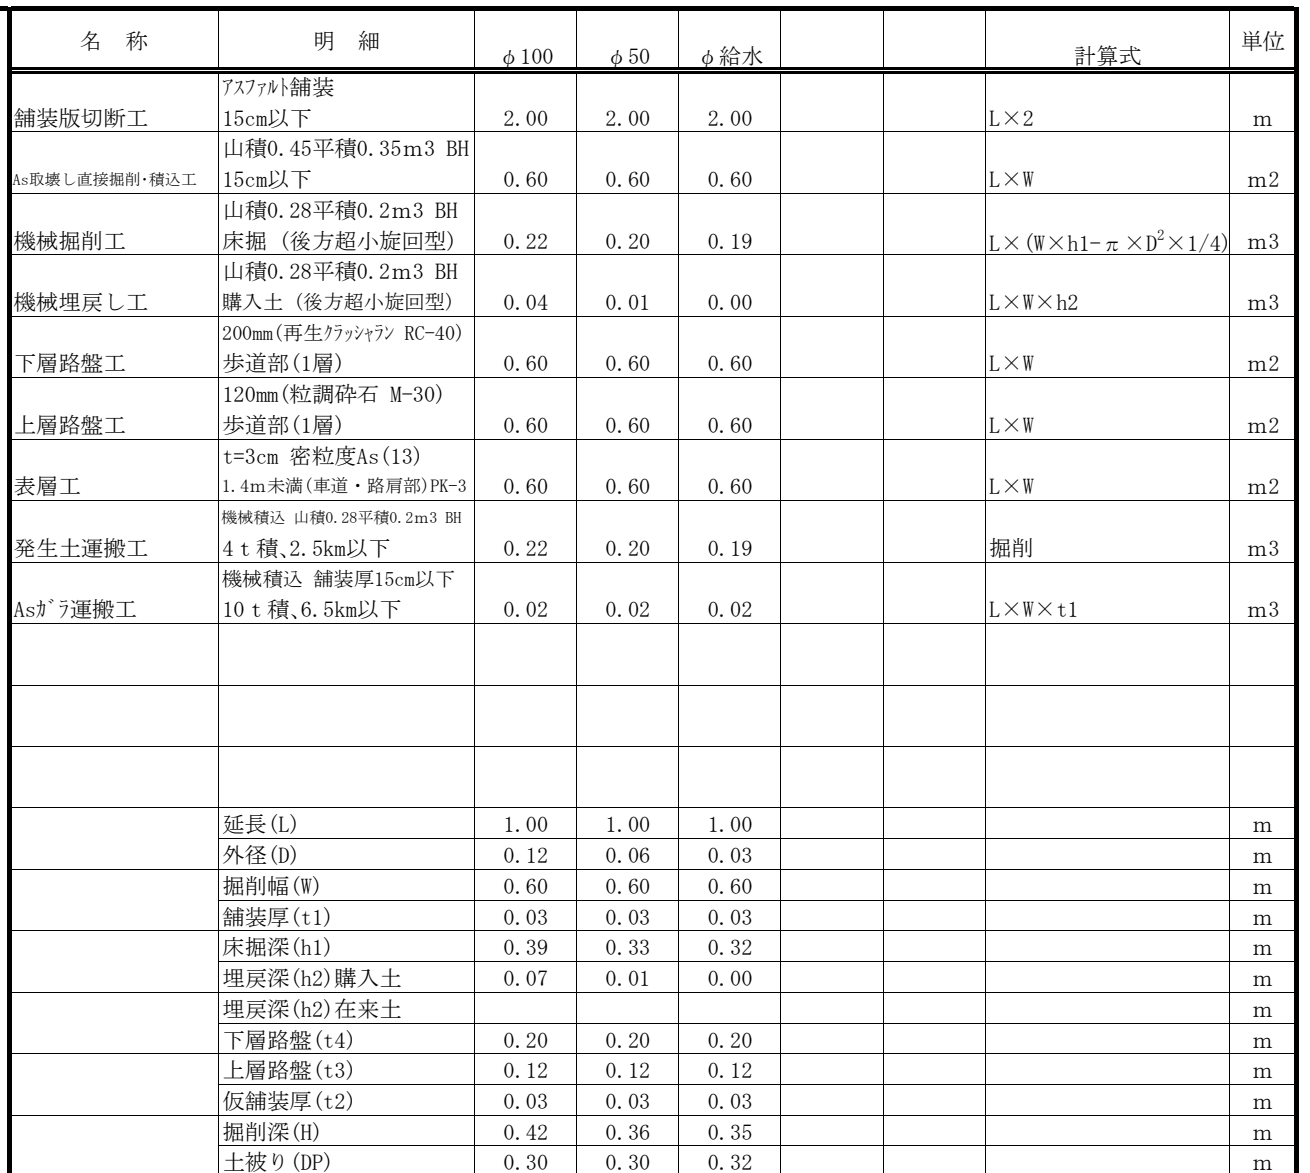 名　称 明　細 φ100 φ50 φ給水 計算式 単位
ｱｽﾌｧﾙﾄ舗装
舗装版切断工 15cm以下 2.00 2.00 2.00 L×2 m
山積0.45平積0.35m3 BH
As取壊し直接掘削･積込工 15cm以下 0.60 0.60 0.60 L×W m2
山積0.28平積0.2m3 BH
機械掘削工 床掘 (後方超小旋回型) 0.22 0.20 0.19 L×(W×h1-π×D²×1/4) m3
山積0.28平積0.2m3 BH
機械埋戻し工 購入土 (後方超小旋回型) 0.04 0.01 0.00 L×W×h2 m3
200mm(再生ｸﾗｯｼｬﾗﾝ RC-40)
下層路盤工 歩道部(1層) 0.60 0.60 0.60 L×W m2
120mm(粒調砕石 M-30)
上層路盤工 歩道部(1層) 0.60 0.60 0.60 L×W m2
t=3cm 密粒度As(13)
表層工 1.4m未満(車道・路肩部)PK-3 0.60 0.60 0.60 L×W m2
機械積込 山積0.28平積0.2m3 BH
発生土運搬工 4ｔ積､2.5km以下 0.22 0.20 0.19 掘削 m3
機械積込 舗装厚15cm以下
Asｶﾞﾗ運搬工 10ｔ積､6.5km以下 0.02 0.02 0.02 L×W×t1 m3
延長(L) 1.00 1.00 1.00 m
外径(D) 0.12 0.06 0.03 m
掘削幅(W) 0.60 0.60 0.60 m
舗装厚(t1) 0.03 0.03 0.03 m
床掘深(h1) 0.39 0.33 0.32 m
埋戻深(h2)購入土 0.07 0.01 0.00 m
埋戻深(h2)在来土 m
下層路盤(t4) 0.20 0.20 0.20 m
上層路盤(t3) 0.12 0.12 0.12 m
仮舗装厚(t2) 0.03 0.03 0.03 m
掘削深(H) 0.42 0.36 0.35 m
土被り(DP) 0.30 0.30 0.32 m